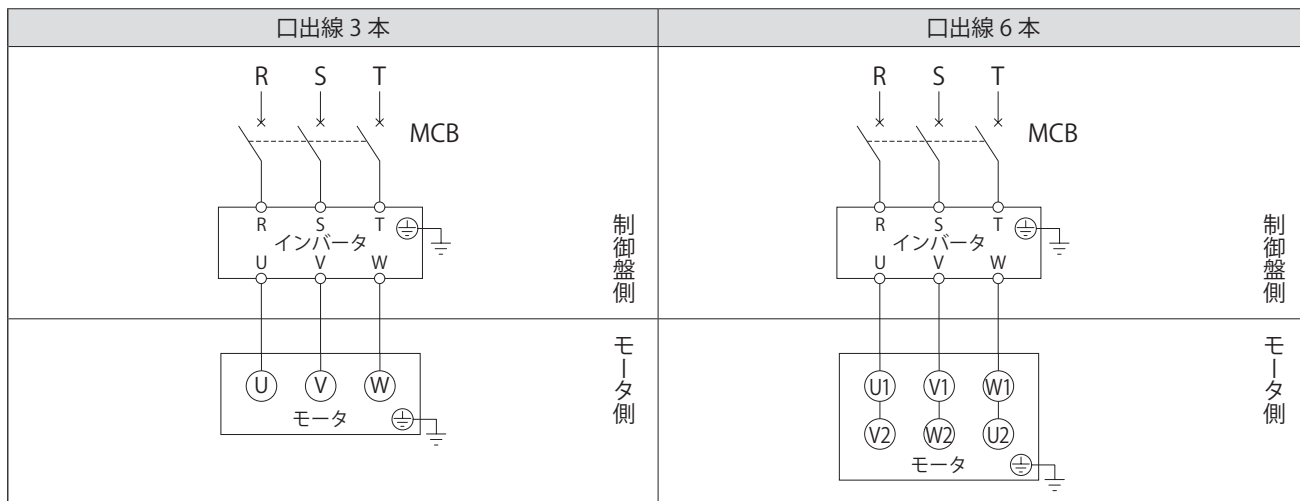 口出線 3 本
R S T
MCB
R S T
インバータ
U V W
制御盤側
U V W
モータ
モータ側
口出線 6 本
R S T
MCB
R S T
インバータ
U V W
制御盤側
U1 V1 W1
V2 W2 U2
モータ
モータ側